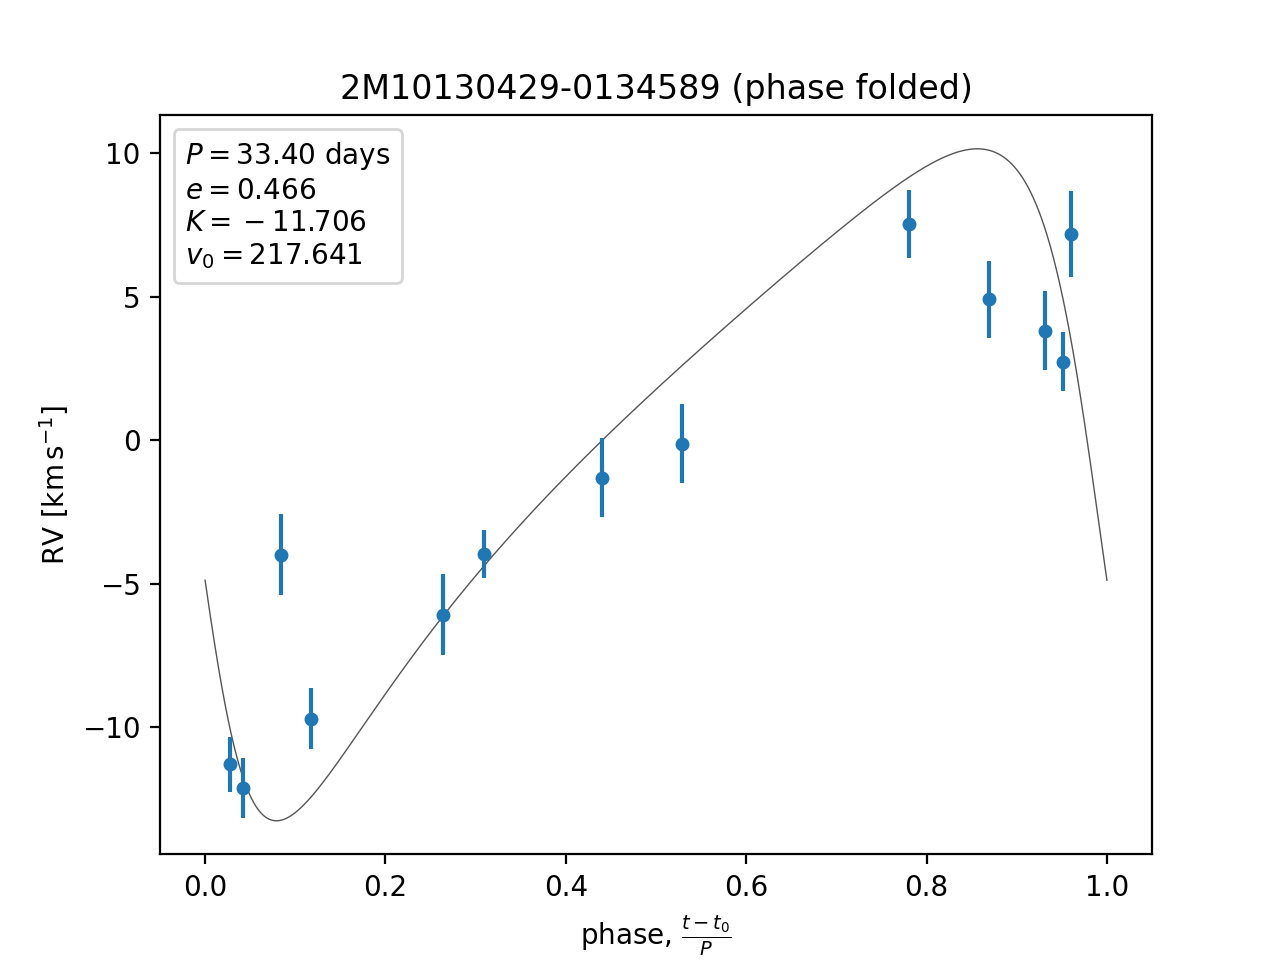 2M10130429-0134589 (phase folded)
P = 33.40 days
e = 0.466
K = −11.706
v₀ = 217.641
RV [km s⁻¹]
10
5
0
−5
−10
0.0 0.2 0.4 0.6 0.8 1.0
phase, (t − t₀)/P